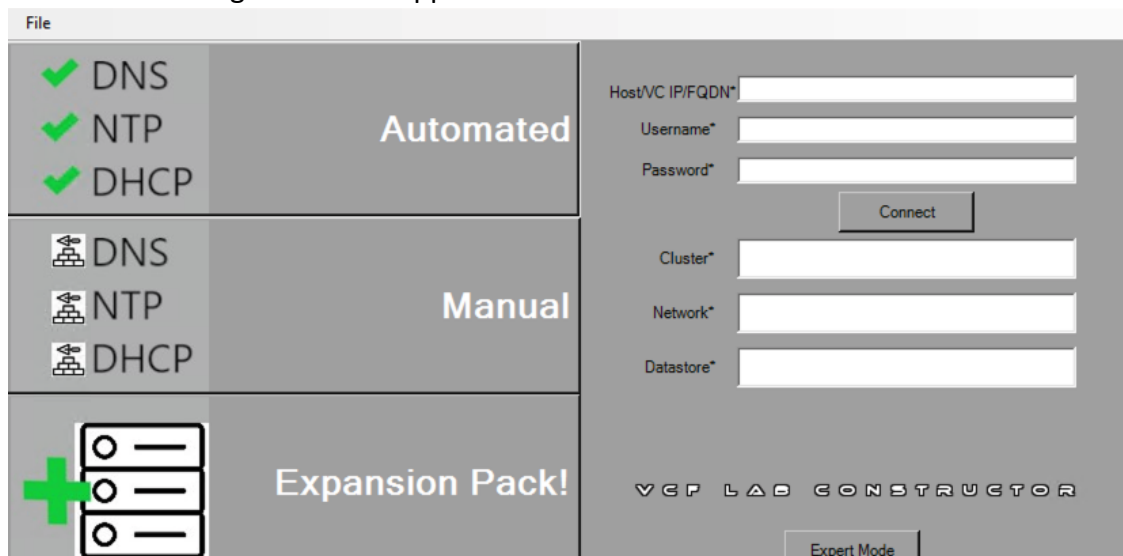 File
DNS
NTP
DHCP
Automated
DNS
NTP
DHCP
Manual
Expansion Pack!
Host/VC IP/FQDN*
Username*
Password*
Connect
Cluster*
Network*
Datastore*
VCF LAB CONSTRUCTOR
Expert Mode